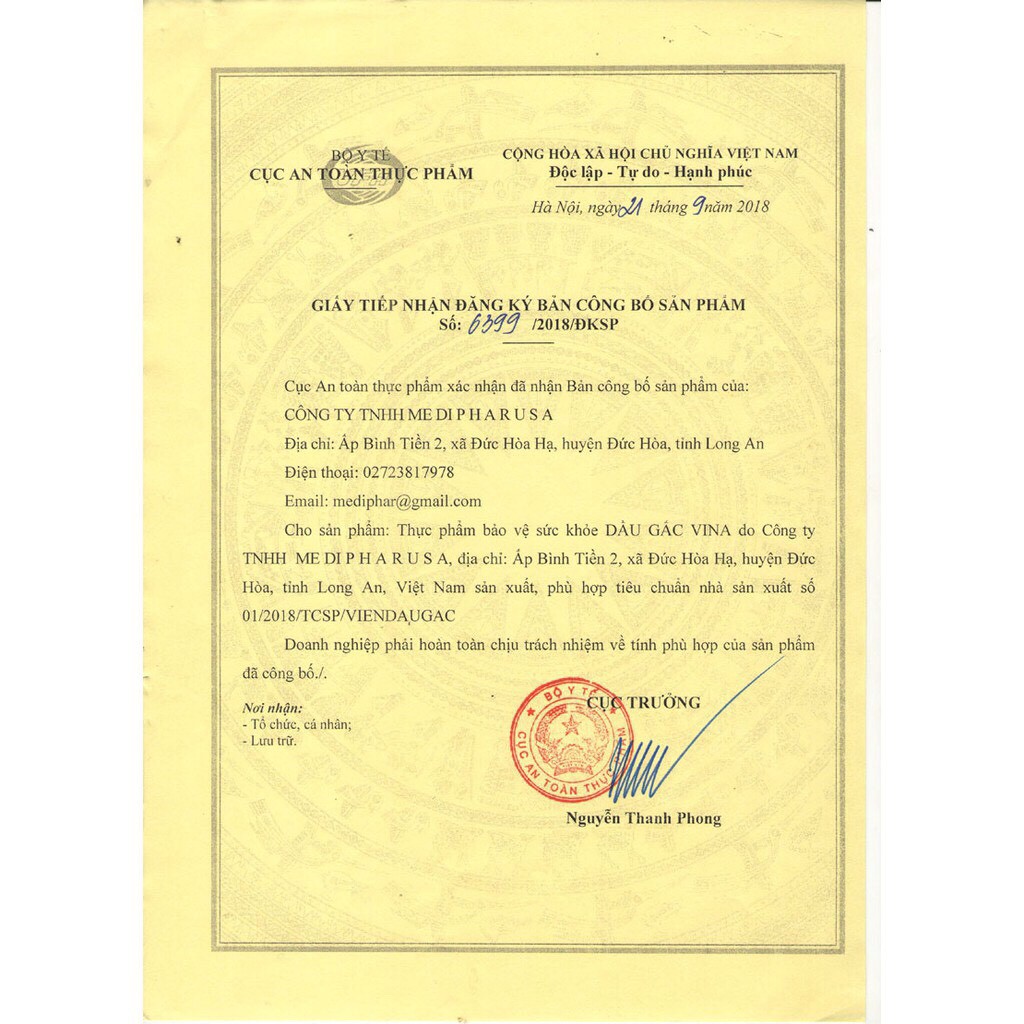 BỘ Y TẾ
CỤC AN TOÀN THỰC PHẨM
CỘNG HÒA XÃ HỘI CHỦ NGHĨA VIỆT NAM
Độc lập - Tự do - Hạnh phúc
Hà Nội, ngày 21 tháng 9 năm 2018
GIẤY TIẾP NHẬN ĐĂNG KÝ BẢN CÔNG BỐ SẢN PHẨM
Số: 6399 /2018/ĐKSP
Cục An toàn thực phẩm xác nhận đã nhận Bản công bố sản phẩm của:
CÔNG TY TNHH ME DI P H A R U S A
Địa chỉ: Ấp Bình Tiền 2, xã Đức Hòa Hạ, huyện Đức Hòa, tỉnh Long An
Điện thoại: 02723817978
Email: mediphar@gmail.com
Cho sản phẩm: Thực phẩm bảo vệ sức khỏe DẦU GẤC VINA do Công ty
TNHH ME DI P H A R U S A, địa chỉ: Ấp Bình Tiền 2, xã Đức Hòa Hạ, huyện Đức
Hòa, tỉnh Long An, Việt Nam sản xuất, phù hợp tiêu chuẩn nhà sản xuất số
01/2018/TCSP/VIENDAUGAC
Doanh nghiệp phải hoàn toàn chịu trách nhiệm về tính phù hợp của sản phẩm
đã công bố./.
Nơi nhận:
- Tổ chức, cá nhân;
- Lưu trữ.
CỤC TRƯỞNG
BỘ Y TẾ
CỤC AN TOÀN THỰC
Nguyễn Thanh Phong